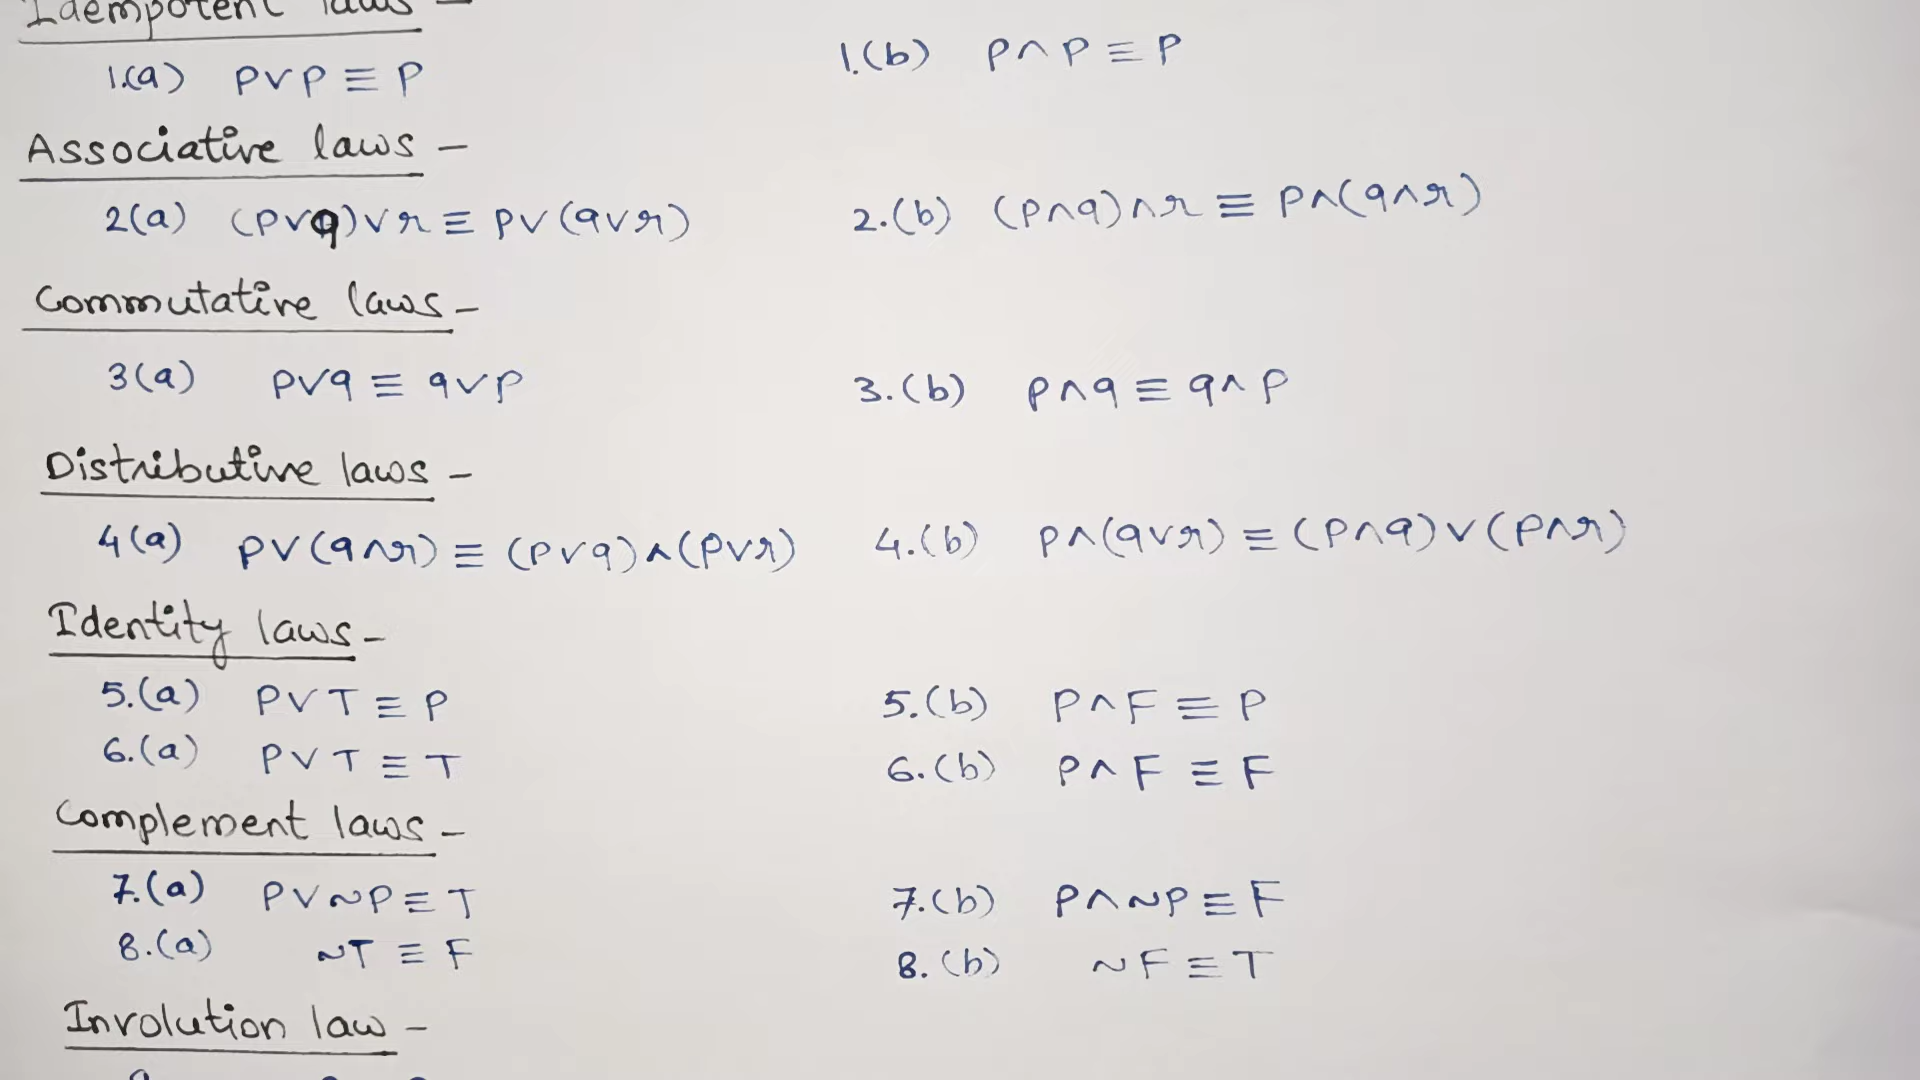 Idempotent laws –
1.(a) p∨p ≡ p 1.(b) p∧p ≡ p
Associative laws –
2(a) (p∨q)∨r ≡ p∨(q∨r) 2.(b) (p∧q)∧r ≡ p∧(q∧r)
Commutative laws –
3(a) p∨q ≡ q∨p 3.(b) p∧q ≡ q∧p
Distributive laws –
4(a) p∨(q∧r) ≡ (p∨q)∧(p∨r) 4.(b) p∧(q∨r) ≡ (p∧q)∨(p∧r)
Identity laws –
5.(a) p∨T ≡ p 5.(b) p∧F ≡ p
6.(a) p∨T ≡ T 6.(b) p∧F ≡ F
Complement laws –
7.(a) p∨~p ≡ T 7.(b) p∧~p ≡ F
8.(a) ~T ≡ F 8.(b) ~F ≡ T
Involution law –